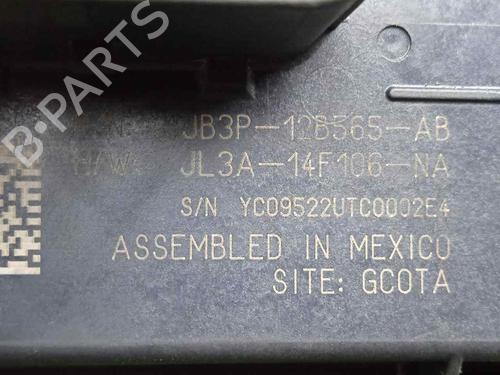 JB3P-12B565-AB
H/W: JL3A-14F106-NA
S/N YC09522UTC0002E4
ASSEMBLED IN MEXICO
SITE: GCOTA
B-PARTS